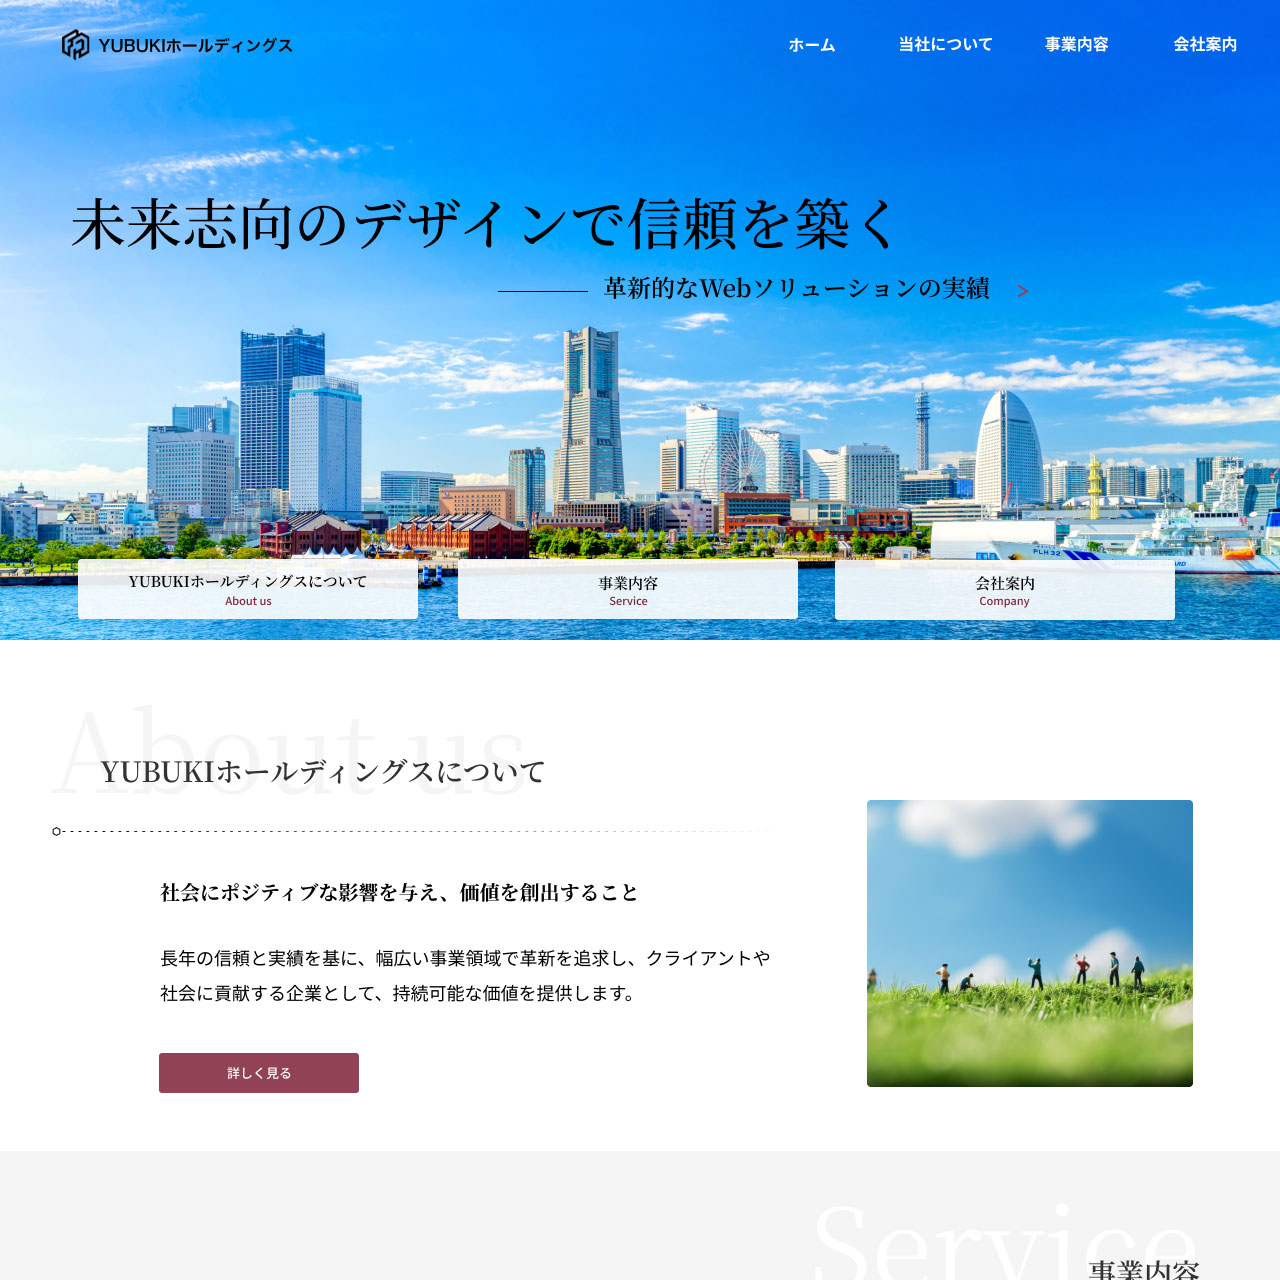 YUBUKIホールディングス
ホーム 当社について 事業内容 会社案内
未来志向のデザインで信頼を築く
革新的なWebソリューションの実績
PLH 32
YUBUKIホールディングスについて
About us
事業内容
Service
会社案内
Company
About us
YUBUKIホールディングスについて
社会にポジティブな影響を与え、価値を創出すること
長年の信頼と実績を基に、幅広い事業領域で革新を追求し、クライアントや
社会に貢献する企業として、持続可能な価値を提供します。
詳しく見る
Service
事業内容